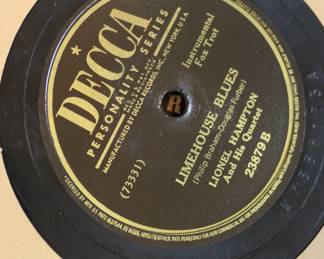 DECCA
PERSONALITY SERIES
MANUFACTURED BY DECCA RECORDS, INC., NEW YORK, U.S.A.
Instrumental
Fox Trot
(73331)
LIMEHOUSE BLUES
(Philip Braham-Douglas Furber)
LIONEL HAMPTON
And His Quartet
23879B